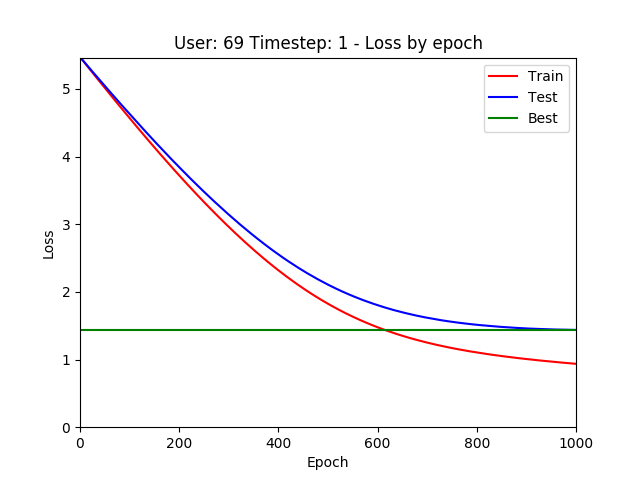 User: 69 Timestep: 1 - Loss by epoch
Train
Test
Best
Loss
5
4
3
2
1
0
0 200 400 600 800 1000
Epoch